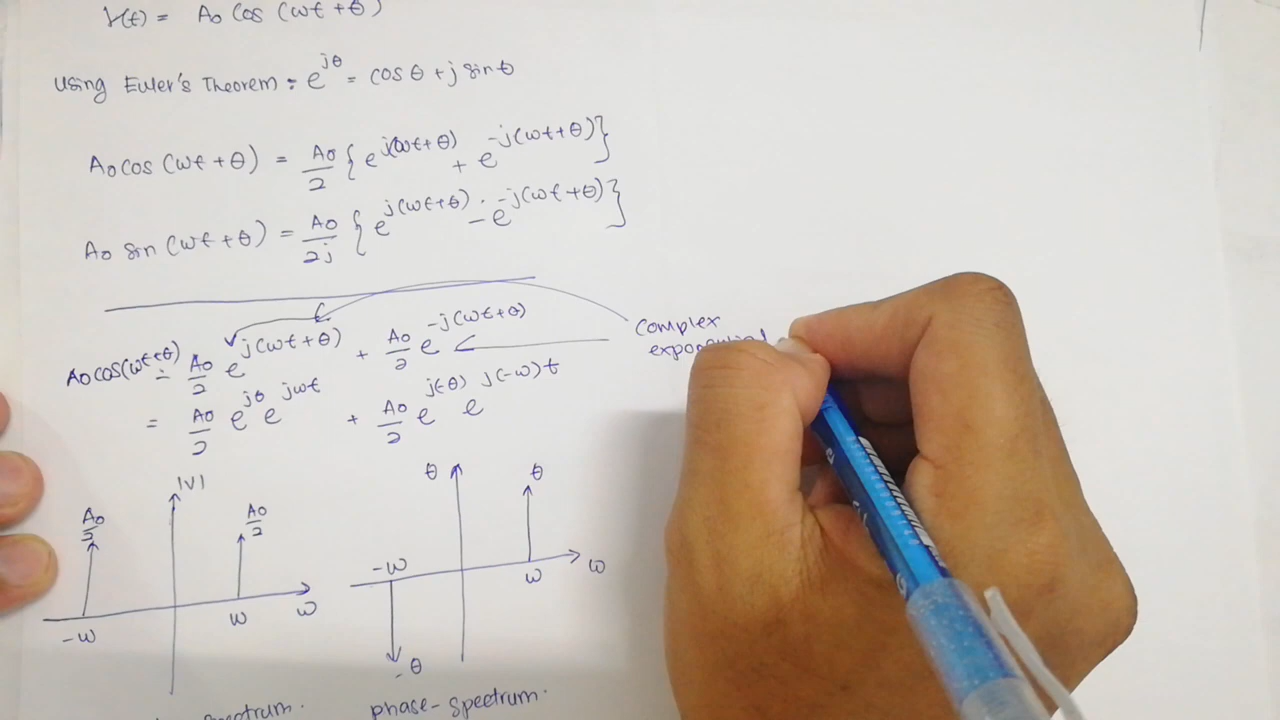 V(t) = A0 cos (ωt + θ)
Using Euler's Theorem : e^jθ = cos θ + j sin θ
A0 cos (ωt + θ) = A0/2 { e^j(ωt + θ) + e^-j(ωt + θ) }
A0 sin (ωt + θ) = A0/2j { e^j(ωt + θ) - e^-j(ωt + θ) }
A0 cos(ωt+θ) = A0/2 e^j(ωt + θ) + A0/2 e^-j(ωt + θ)
complex
exponential
= A0/2 e^jθ e^jωt + A0/2 e^j(-θ) e^j(-ω)t
|V|
A0/2
A0/2
-ω
ω
ω
θ
θ
-ω
ω
ω
-θ
spectrum.
phase-spectrum.